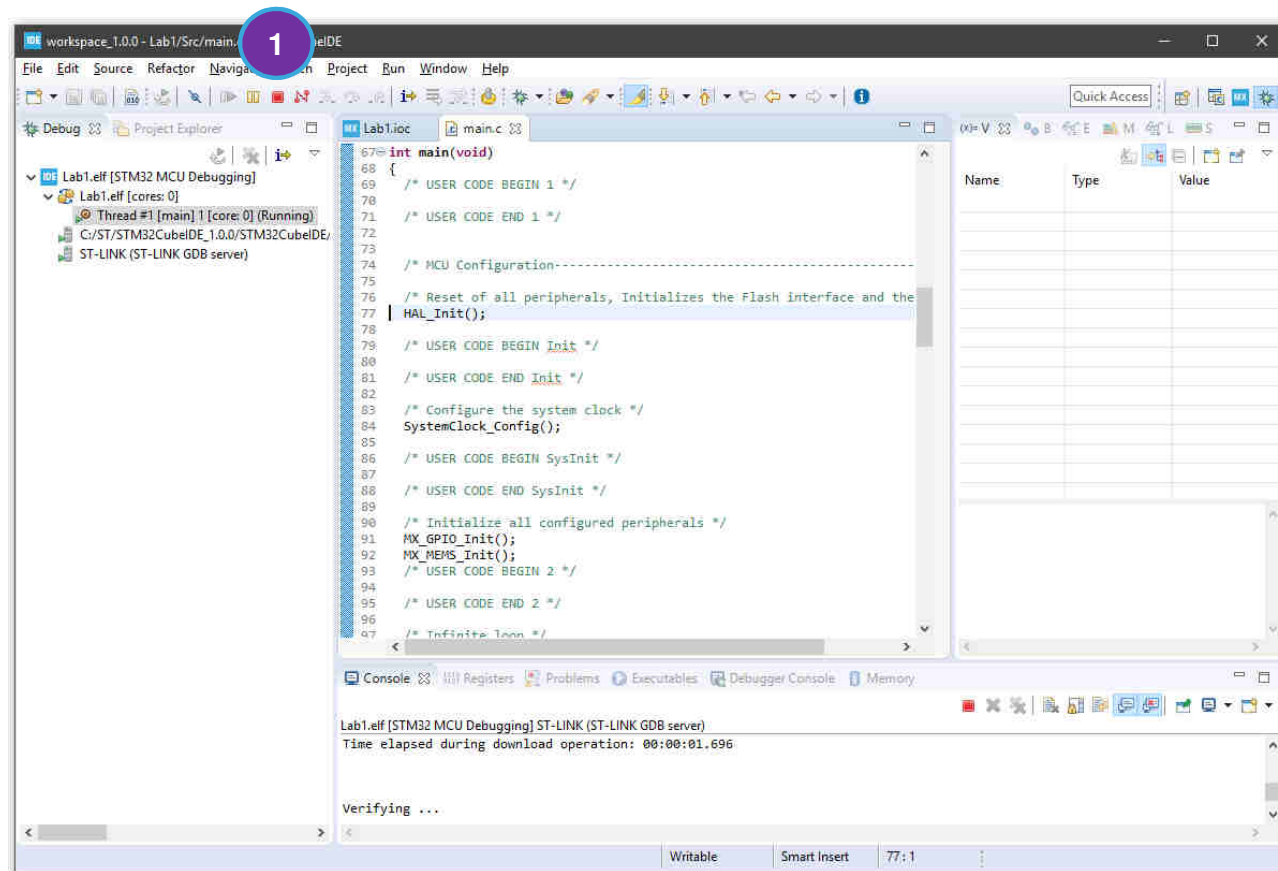 IDE workspace_1.0.0 - Lab1/Src/main. 1 IDE
File Edit Source Refactor Project Run Window Help
Quick Access
Debug Project Explorer
Lab1.elf [STM32 MCU Debugging]
Lab1.elf [cores: 0]
Thread #1 [main] 1 [core: 0] (Running)
C:/ST/STM32CubeIDE_1.0.0/STM32CubeIDE/
ST-LINK (ST-LINK GDB server)
MX Lab1.ioc main.c
67 int main(void)
68 {
69 /* USER CODE BEGIN 1 */
70
71 /* USER CODE END 1 */
72
73
74 /* MCU Configuration------------------------------------------------
75
76 /* Reset of all peripherals, Initializes the Flash interface and the
77 HAL_Init();
78
79 /* USER CODE BEGIN Init */
80
81 /* USER CODE END Init */
82
83 /* Configure the system clock */
84 SystemClock_Config();
85
86 /* USER CODE BEGIN SysInit */
87
88 /* USER CODE END SysInit */
89
90 /* Initialize all configured peripherals */
91 MX_GPIO_Init();
92 MX_MEMS_Init();
93 /* USER CODE BEGIN 2 */
94
95 /* USER CODE END 2 */
96
97 /* Infinite loop */
(x)= V B E M L S
Name Type Value
Console Registers Problems Executables Debugger Console Memory
Lab1.elf [STM32 MCU Debugging] ST-LINK (ST-LINK GDB server)
Time elapsed during download operation: 00:00:01.696
Verifying ...
Writable Smart Insert 77 : 1